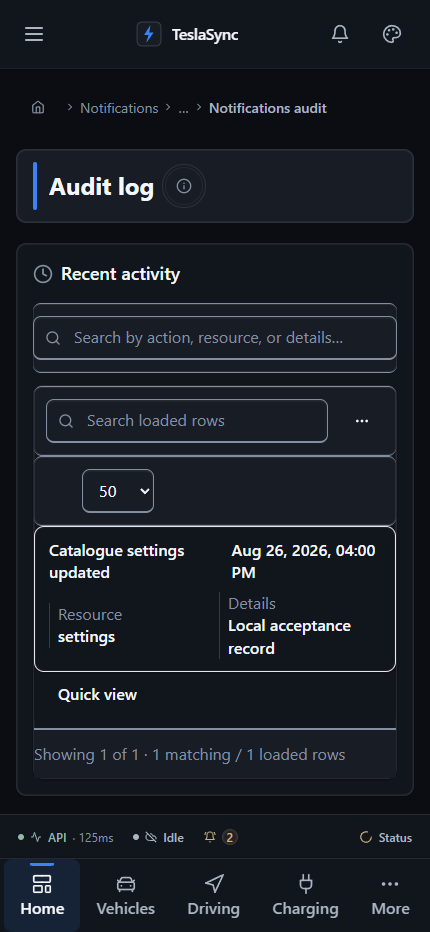 TeslaSync
Notifications ... Notifications audit
Audit log
Recent activity
Search by action, resource, or details...
Search loaded rows
50
Catalogue settings updated
Aug 26, 2026, 04:00 PM
Resource
settings
Details
Local acceptance record
Quick view
Showing 1 of 1 · 1 matching / 1 loaded rows
API · 125ms Idle 2 Status
Home Vehicles Driving Charging More